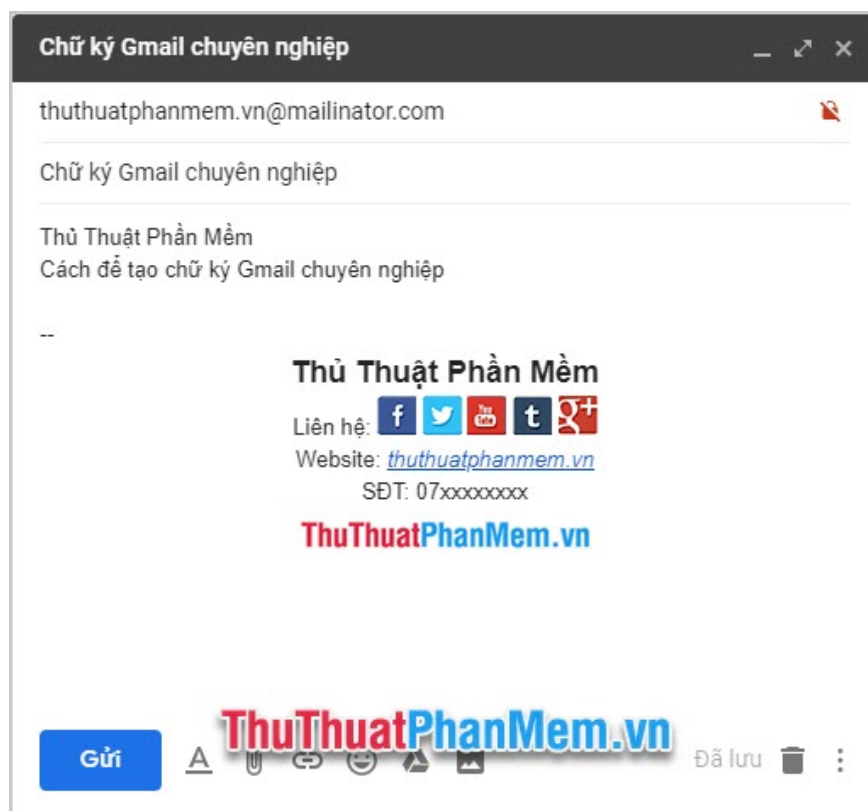 Chữ ký Gmail chuyên nghiệp
thuthuatphanmem.vn@mailinator.com
Chữ ký Gmail chuyên nghiệp
Thủ Thuật Phần Mềm
Cách để tạo chữ ký Gmail chuyên nghiệp
--
Thủ Thuật Phần Mềm
Liên hệ: f You Tube t g+
Website: thuthuatphanmem.vn
SĐT: 07xxxxxxxx
ThuThuatPhanMem.vn
ThuThuatPhanMem.vn
Gửi A Đã lưu